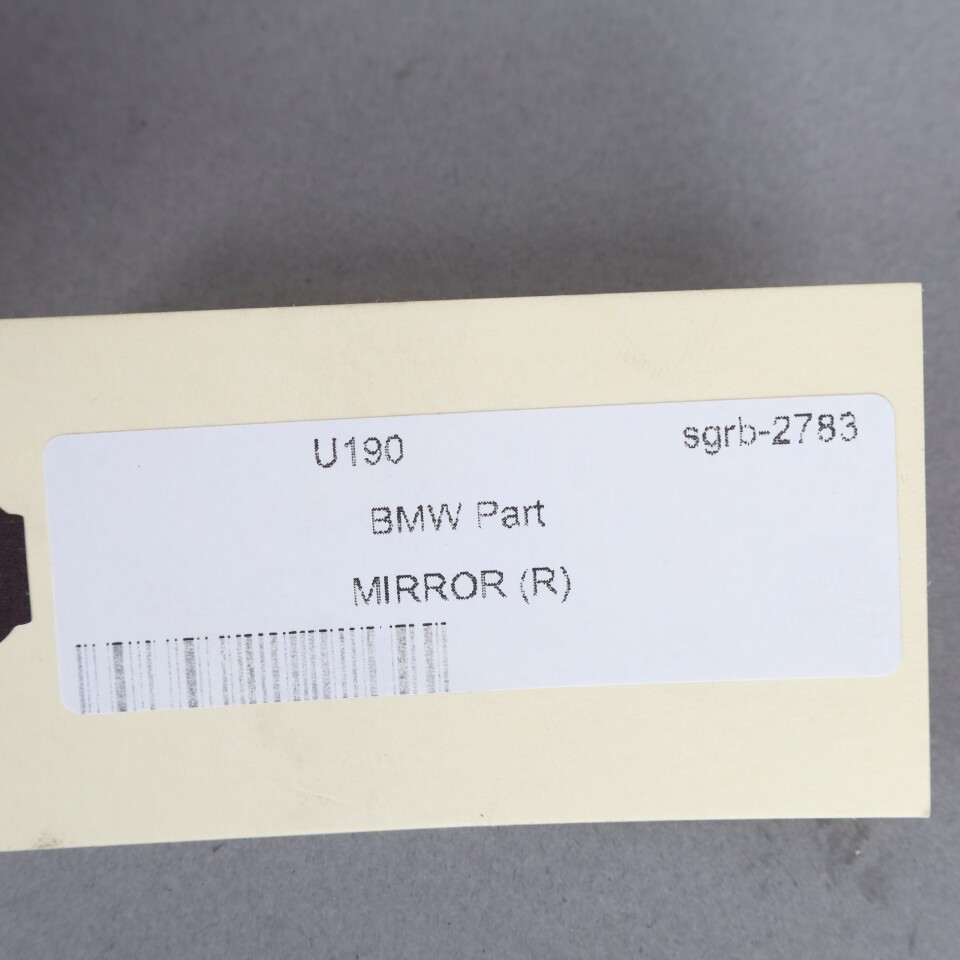 U190 sgrb-2783
BMW Part
MIRROR (R)